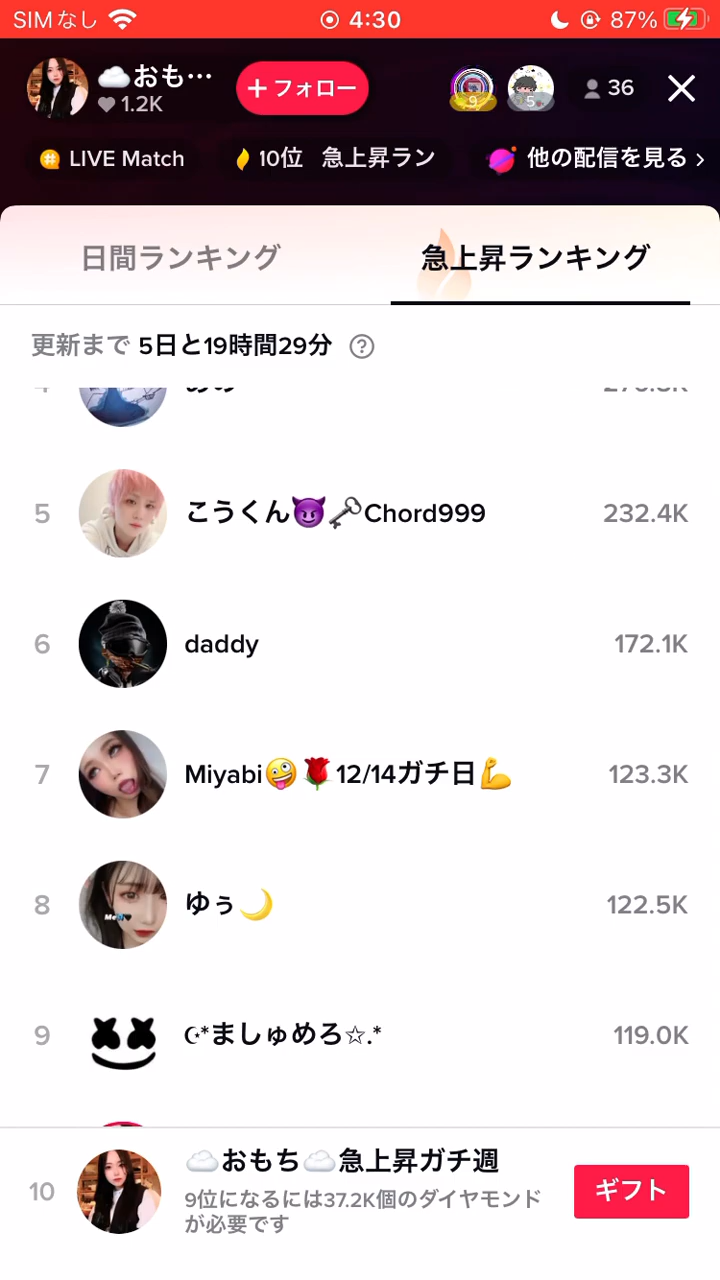 SIMなし 4:30 87%
☁️おも… +フォロー 9 5 36
1.2K
LIVE Match 10位 急上昇ラン 他の配信を見る ›
日間ランキング 急上昇ランキング
更新まで 5日と19時間29分 ?
5 こうくん😈🗝Chord999 232.4K
6 daddy 172.1K
7 Miyabi🤪🌹12/14ガチ日💪 123.3K
8 ゆぅ🌙 122.5K
9 ☪*ましゅめろ☆.* 119.0K
10 ☁️おもち☁️急上昇ガチ週 ギフト
9位になるには37.2K個のダイヤモンド
が必要です